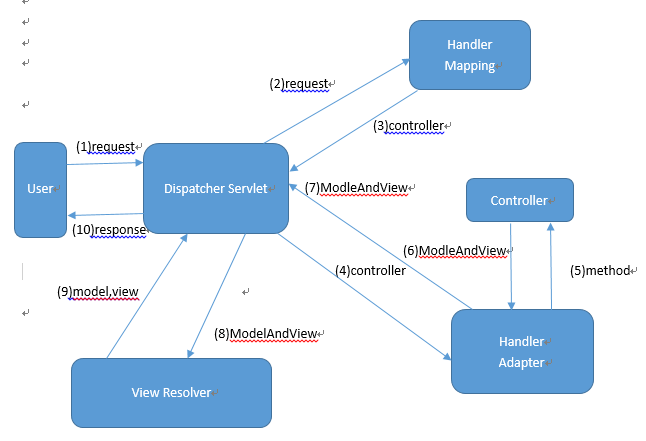 Handler
Mapping
(2)request
(3)controller
(1)request
User
Dispatcher Servlet
(7)ModleAndView
Controller
(10)response
(6)ModleAndView
(4)controller
(5)method
(9)model,view
(8)ModelAndView
Handler
Adapter
View Resolver